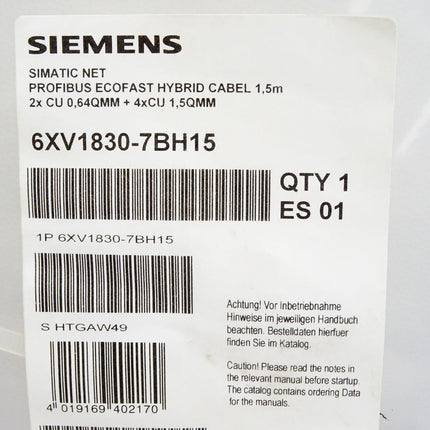 SIEMENS
SIMATIC NET
PROFIBUS ECOFAST HYBRID CABEL 1,5m
2x CU 0,64QMM + 4xCU 1,5QMM
6XV1830-7BH15
QTY 1
ES 01
1P 6XV1830-7BH15
S HTGAW49
4 019169 402170
Achtung! Vor Inbetriebnahme
Hinweise im jeweiligen Handbuch
beachten. Bestelldaten hierfuer
finden Sie im Katalog.
Caution! Please read the notes in
the relevant manual before startup.
The catalog contains ordering Data
for the manuals.